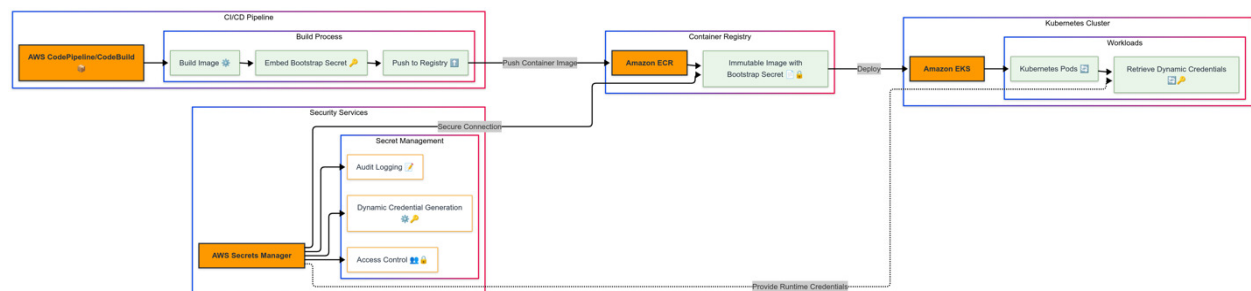 CI/CD Pipeline
Build Process
AWS CodePipeline/CodeBuild
📦
Build Image ⚙️
Embed Bootstrap Secret 🔑
Push to Registry ⬆️
Push Container Image
Container Registry
Amazon ECR
Immutable Image with
Bootstrap Secret 📄🔒
Deploy
Kubernetes Cluster
Workloads
Amazon EKS
Kubernetes Pods 🔄
Retrieve Dynamic Credentials
🔄🔑
Security Services
Secure Connection
Secret Management
Audit Logging 📝
Dynamic Credential Generation
⚙️🔑
AWS Secrets Manager
Access Control 👥🔒
Provide Runtime Credentials